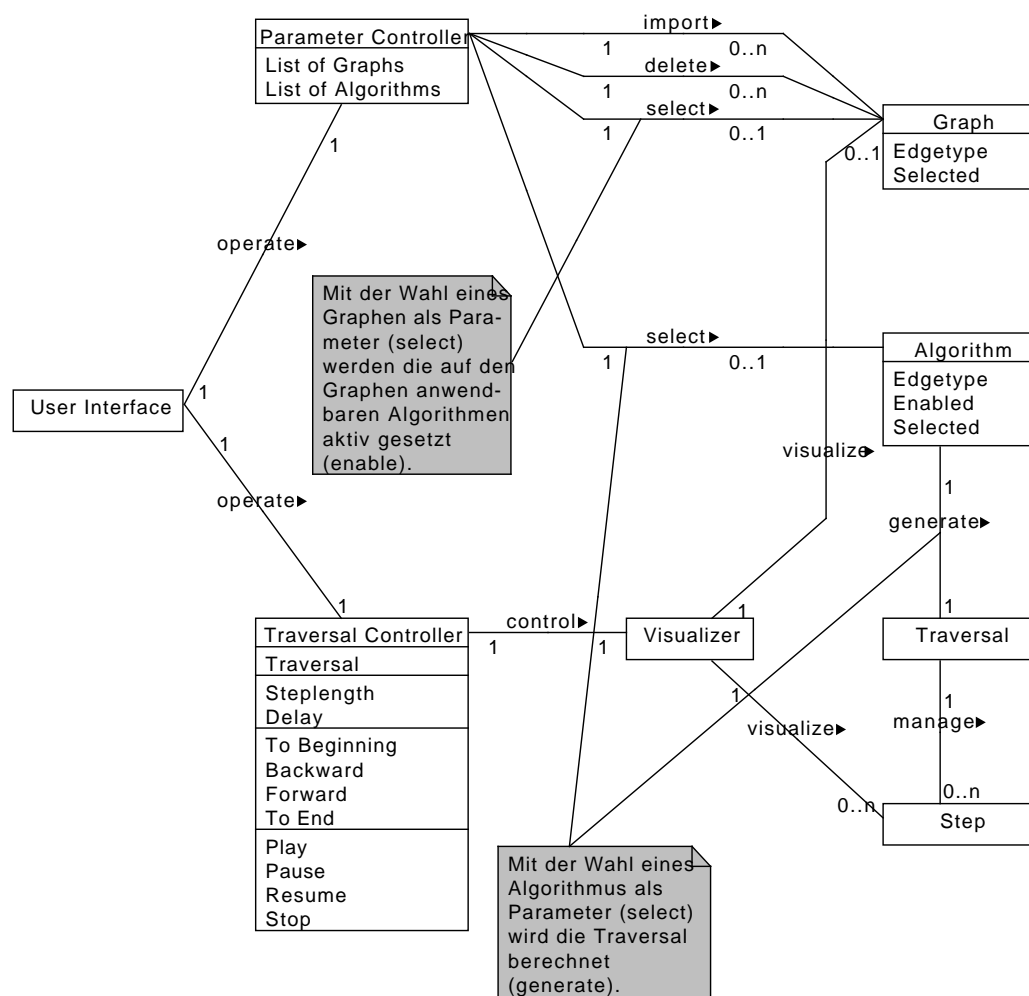 import▶
Parameter Controller
1
0..n
List of Graphs
List of Algorithms
delete▶
1
0..n
select▶
1
0..1
Graph
Edgetype
Selected
1
0..1
operate▶
Mit der Wahl eines
Graphen als Para-
meter (select)
werden die auf den
Graphen anwend-
baren Algorithmen
aktiv gesetzt
(enable).
select▶
1
0..1
Algorithm
Edgetype
Enabled
Selected
1
User Interface
1
visualize▶
1
operate▶
generate▶
1
1
1
control▶
1
1
Traversal Controller
Visualizer
Traversal
Traversal
Steplength
Delay
1
1
visualize▶
manage▶
To Beginning
Backward
Forward
To End
0..n
0..n
Step
Play
Pause
Resume
Stop
Mit der Wahl eines
Algorithmus als
Parameter (select)
wird die Traversal
berechnet
(generate).